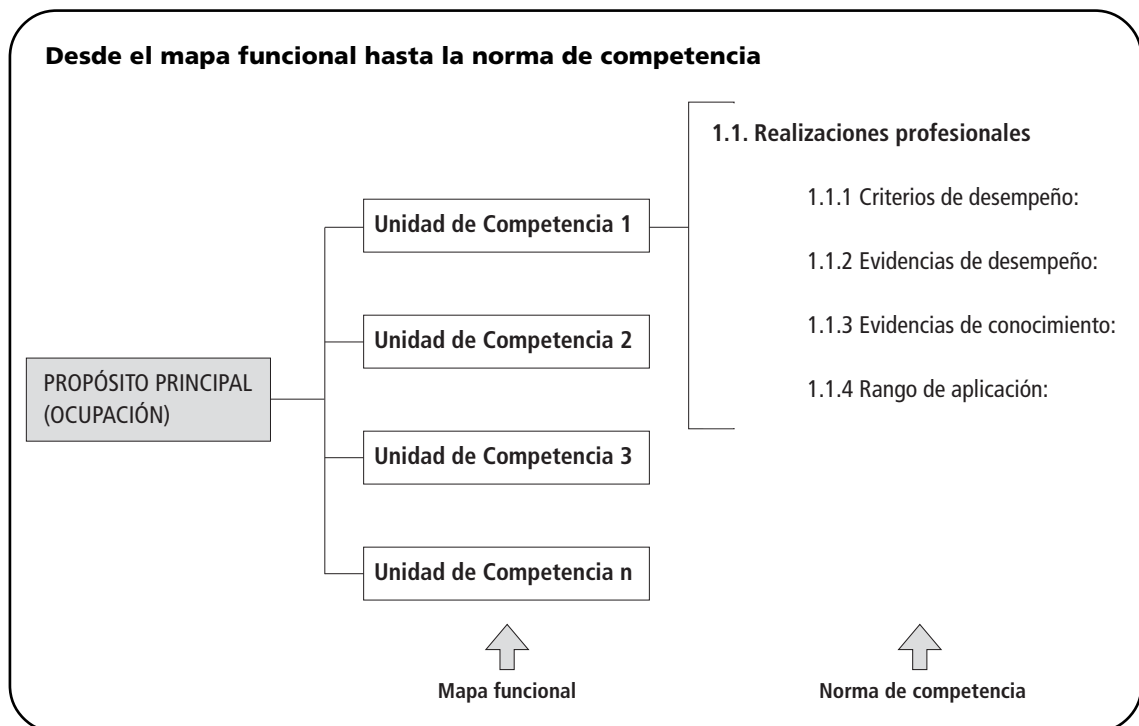 Desde el mapa funcional hasta la norma de competencia
1.1. Realizaciones profesionales
1.1.1 Criterios de desempeño:
1.1.2 Evidencias de desempeño:
1.1.3 Evidencias de conocimiento:
1.1.4 Rango de aplicación:
Unidad de Competencia 1
Unidad de Competencia 2
Unidad de Competencia 3
Unidad de Competencia n
PROPÓSITO PRINCIPAL
(OCUPACIÓN)
Mapa funcional
Norma de competencia